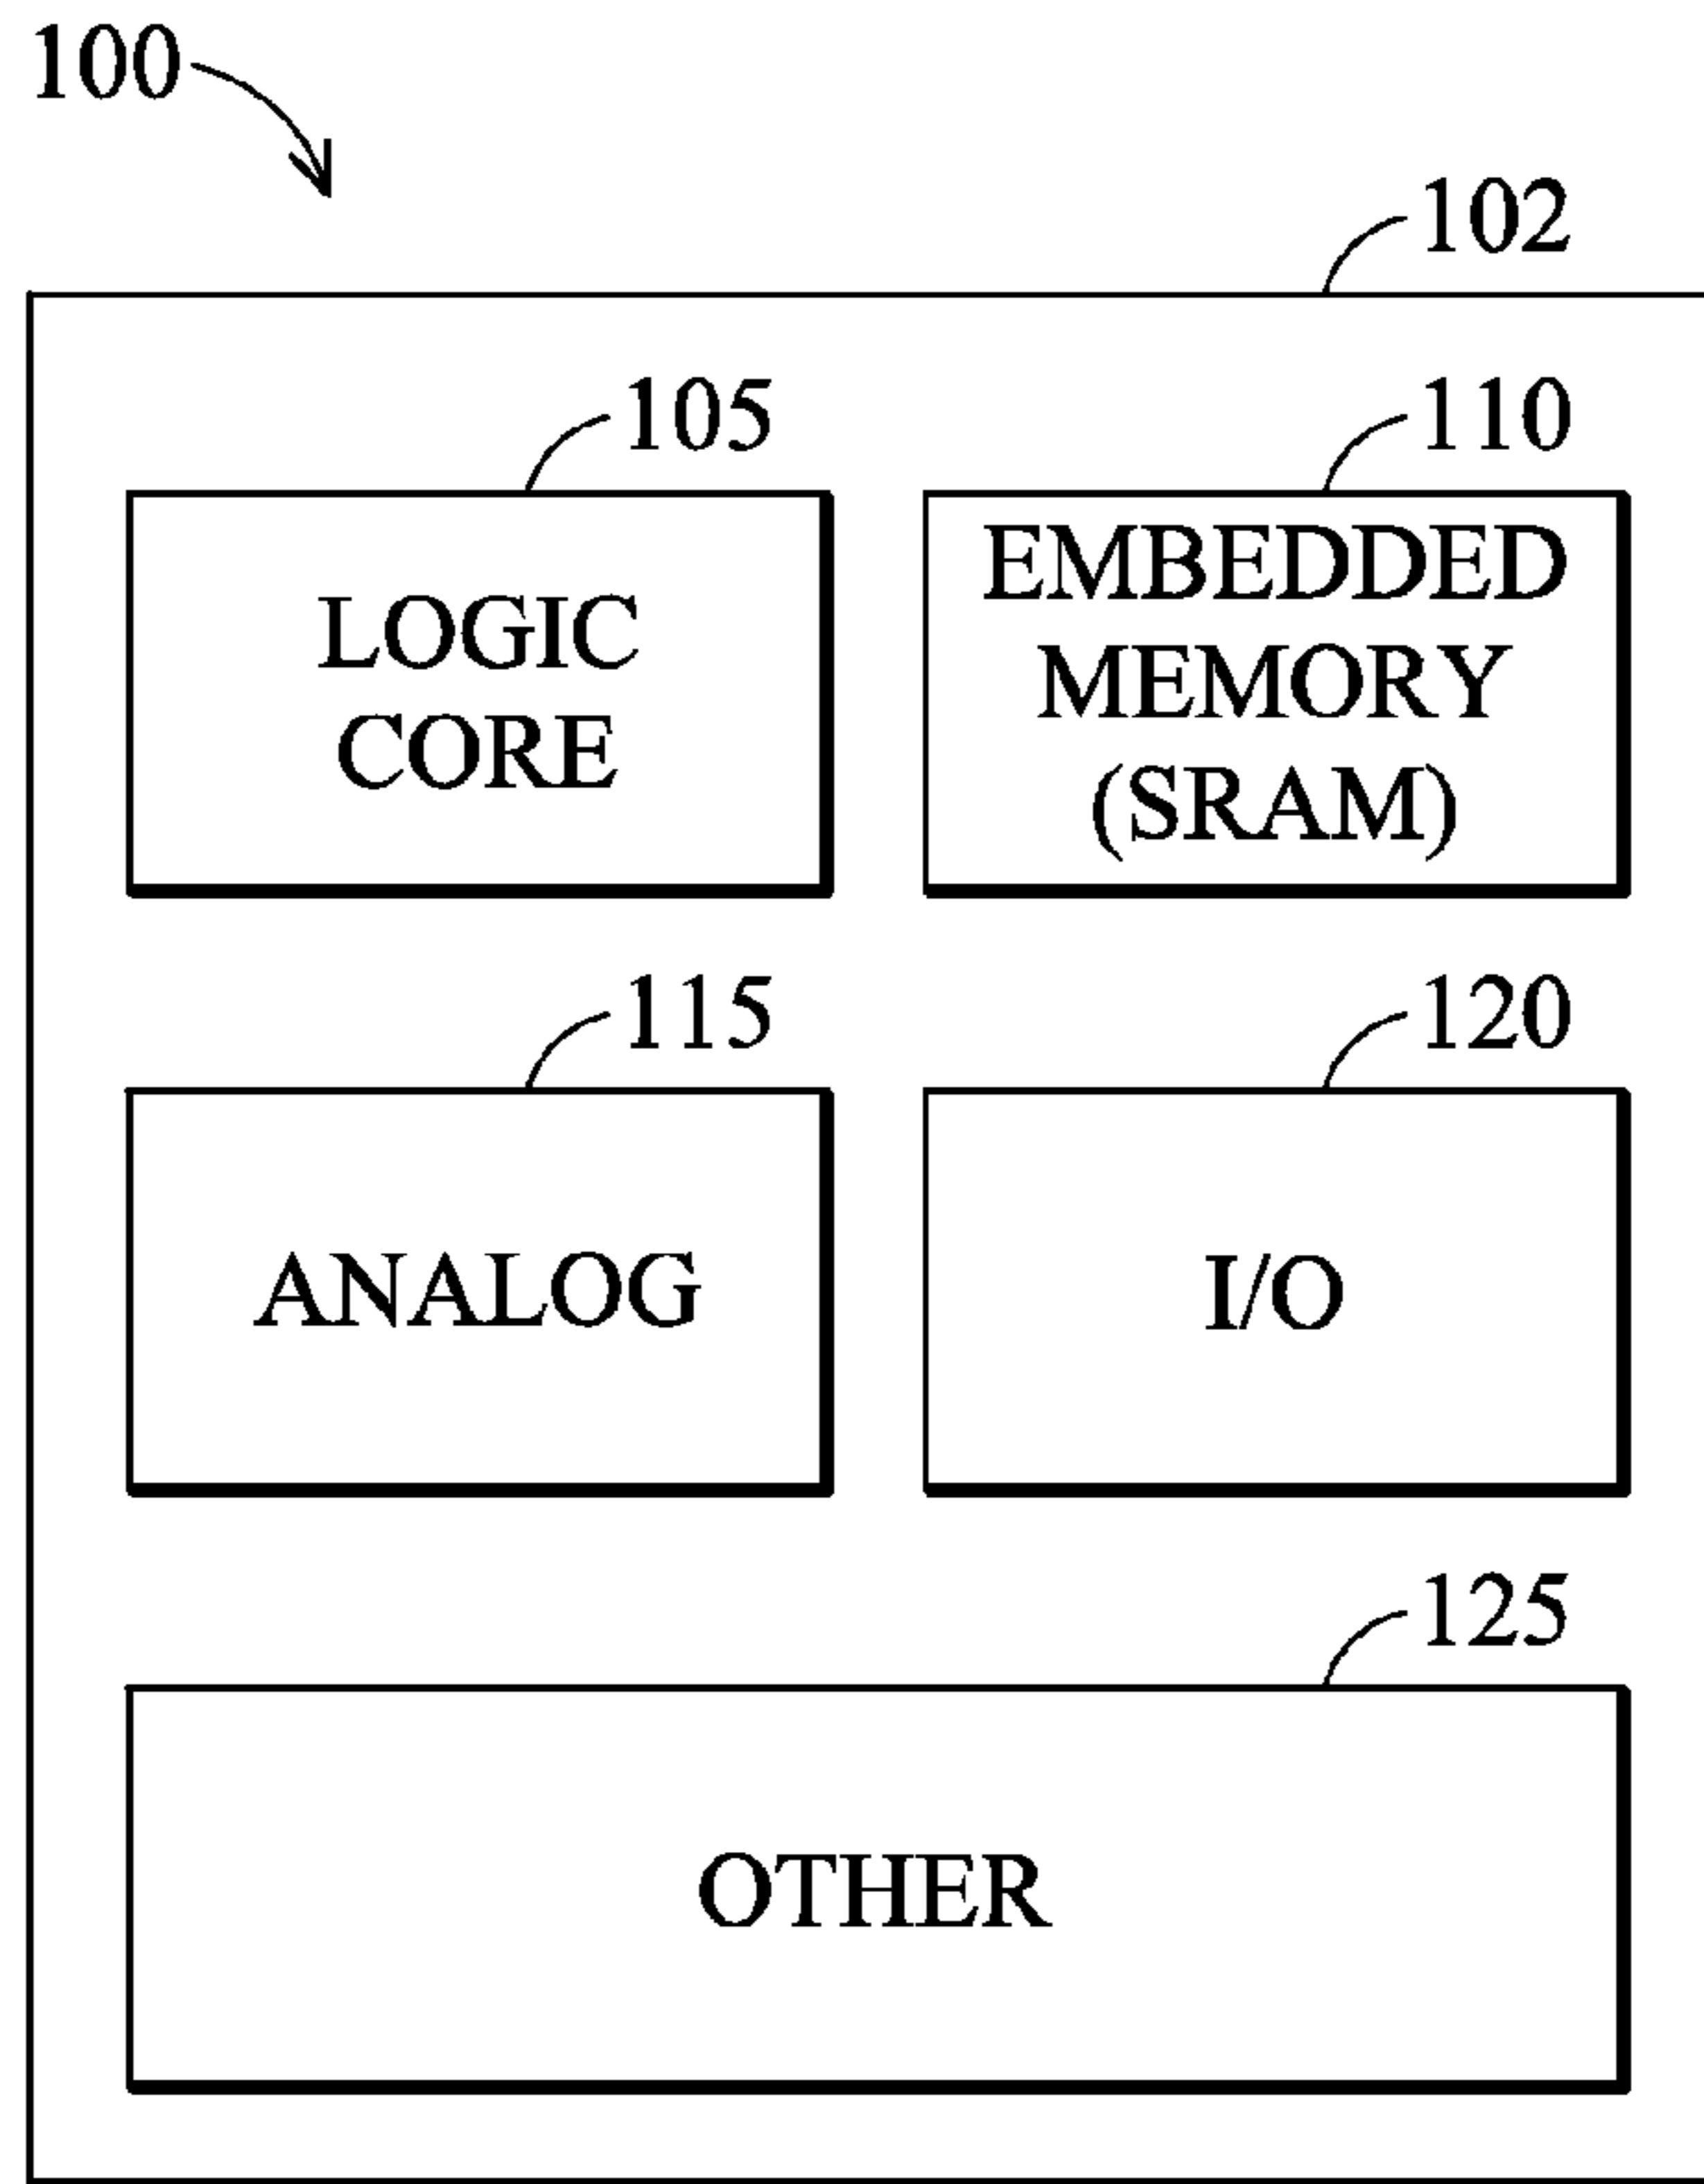 100
102
105
110
LOGIC
CORE
EMBEDDED
MEMORY
(SRAM)
115
120
ANALOG
I/O
125
OTHER